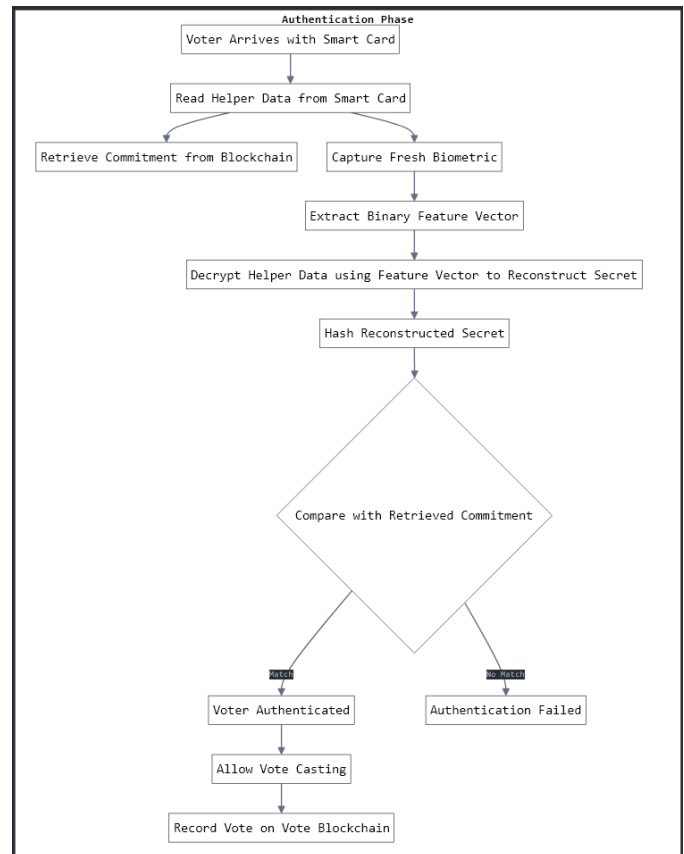 Authentication Phase
Voter Arrives with Smart Card
Read Helper Data from Smart Card
Retrieve Commitment from Blockchain
Capture Fresh Biometric
Extract Binary Feature Vector
Decrypt Helper Data using Feature Vector to Reconstruct Secret
Hash Reconstructed Secret
Compare with Retrieved Commitment
Match
No Match
Voter Authenticated
Authentication Failed
Allow Vote Casting
Record Vote on Vote Blockchain